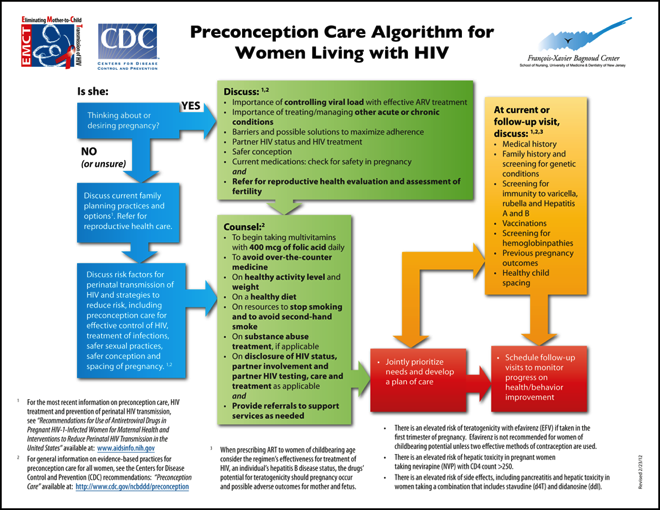 Eliminating Mother-to-Child
Transmission of HIV
EMCT
CDC
CENTERS FOR DISEASE
CONTROL AND PREVENTION
Preconception Care Algorithm for
Women Living with HIV
François-Xavier Bagnoud Center
School of Nursing, University of Medicine & Dentistry of New Jersey
Is she:
Thinking about or
desiring pregnancy?
YES
NO
(or unsure)
Discuss current family
planning practices and
options¹. Refer for
reproductive health care.
Discuss risk factors for
perinatal transmission of
HIV and strategies to
reduce risk, including
preconception care for
effective control of HIV,
treatment of infections,
safer sexual practices,
safer conception and
spacing of pregnancy. 1,2
Discuss: 1,2
• Importance of controlling viral load with effective ARV treatment
• Importance of treating/managing other acute or chronic
conditions
• Barriers and possible solutions to maximize adherence
• Partner HIV status and HIV treatment
• Safer conception
• Current medications: check for safety in pregnancy
and
• Refer for reproductive health evaluation and assessment of
fertility
Counsel:2
• To begin taking multivitamins
with 400 mcg of folic acid daily
• To avoid over-the-counter
medicine
• On healthy activity level and
weight
• On a healthy diet
• On resources to stop smoking
and to avoid second-hand
smoke
• On substance abuse
treatment, if applicable
• On disclosure of HIV status,
partner involvement and
partner HIV testing, care and
treatment as applicable
and
• Provide referrals to support
services as needed
At current or
follow-up visit,
discuss: 1,2,3
• Medical history
• Family history and
screening for genetic
conditions
• Screening for
immunity to varicella,
rubella and Hepatitis
A and B
• Vaccinations
• Screening for
hemoglobinpathies
• Previous pregnancy
outcomes
• Healthy child
spacing
• Jointly prioritize
needs and develop
a plan of care
• Schedule follow-up
visits to monitor
progress on
health/behavior
improvement
1 For the most recent information on preconception care, HIV
treatment and prevention of perinatal HIV transmission,
see "Recommendations for Use of Antiretroviral Drugs in
Pregnant HIV-1-Infected Women for Maternal Health and
Interventions to Reduce Perinatal HIV Transmission in the
United States" available at: www.aidsinfo.nih.gov
2 For general information on evidence-based practices for
preconception care for all women, see the Centers for Disease
Control and Prevention (CDC) recommendations: "Preconception
Care" available at: http://www.cdc.gov/ncbddd/preconception
3 When prescribing ART to women of childbearing age
consider the regimen's effectiveness for treatment of
HIV, an individual's hepatitis B disease status, the drugs'
potential for teratogenicity should pregnancy occur
and possible adverse outcomes for mother and fetus.
• There is an elevated risk of teratogenicity with efavirenz (EFV) if taken in the
first trimester of pregnancy. Efavirenz is not recommended for women of
childbearing potential unless two effective methods of contraception are used.
• There is an elevated risk of hepatic toxicity in pregnant women
taking nevirapine (NVP) with CD4 count >250.
• There is an elevated risk of side effects, including pancreatitis and hepatic toxicity in
women taking a combination that includes stavudine (d4T) and didanosine (ddI).
Revised 2/23/12